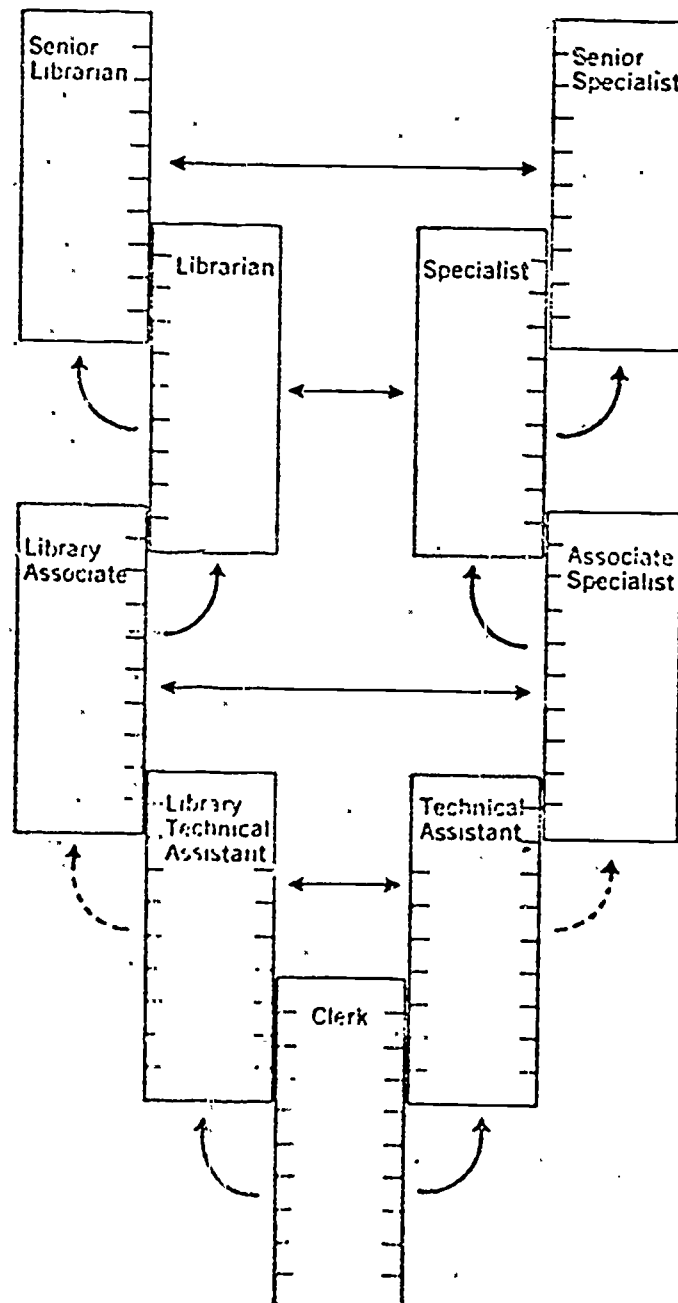 Senior
Librarian
Senior
Specialist
Librarian
Specialist
Library
Associate
Associate
Specialist
Library
Technical
Assistant
Technical
Assistant
Clerk